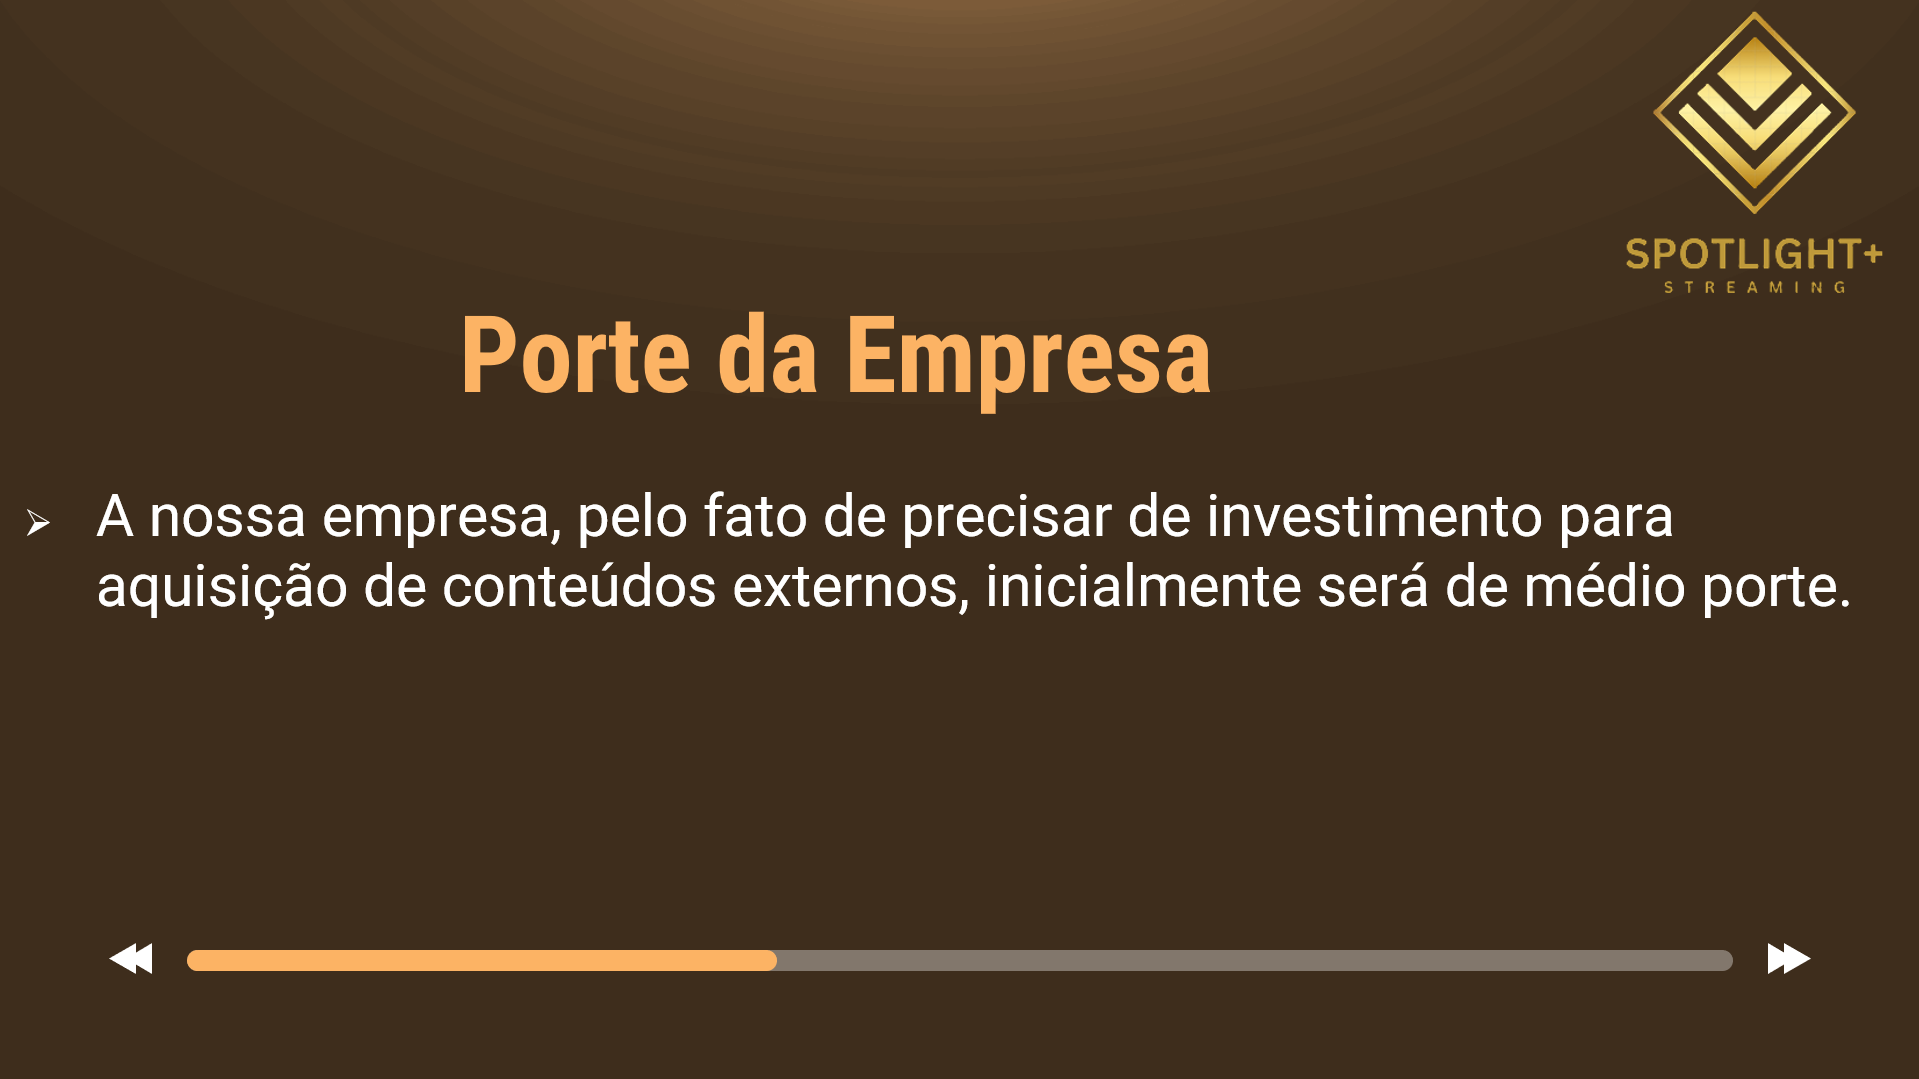 SPOTLIGHT+
STREAMING
Porte da Empresa
A nossa empresa, pelo fato de precisar de investimento para
aquisição de conteúdos externos, inicialmente será de médio porte.